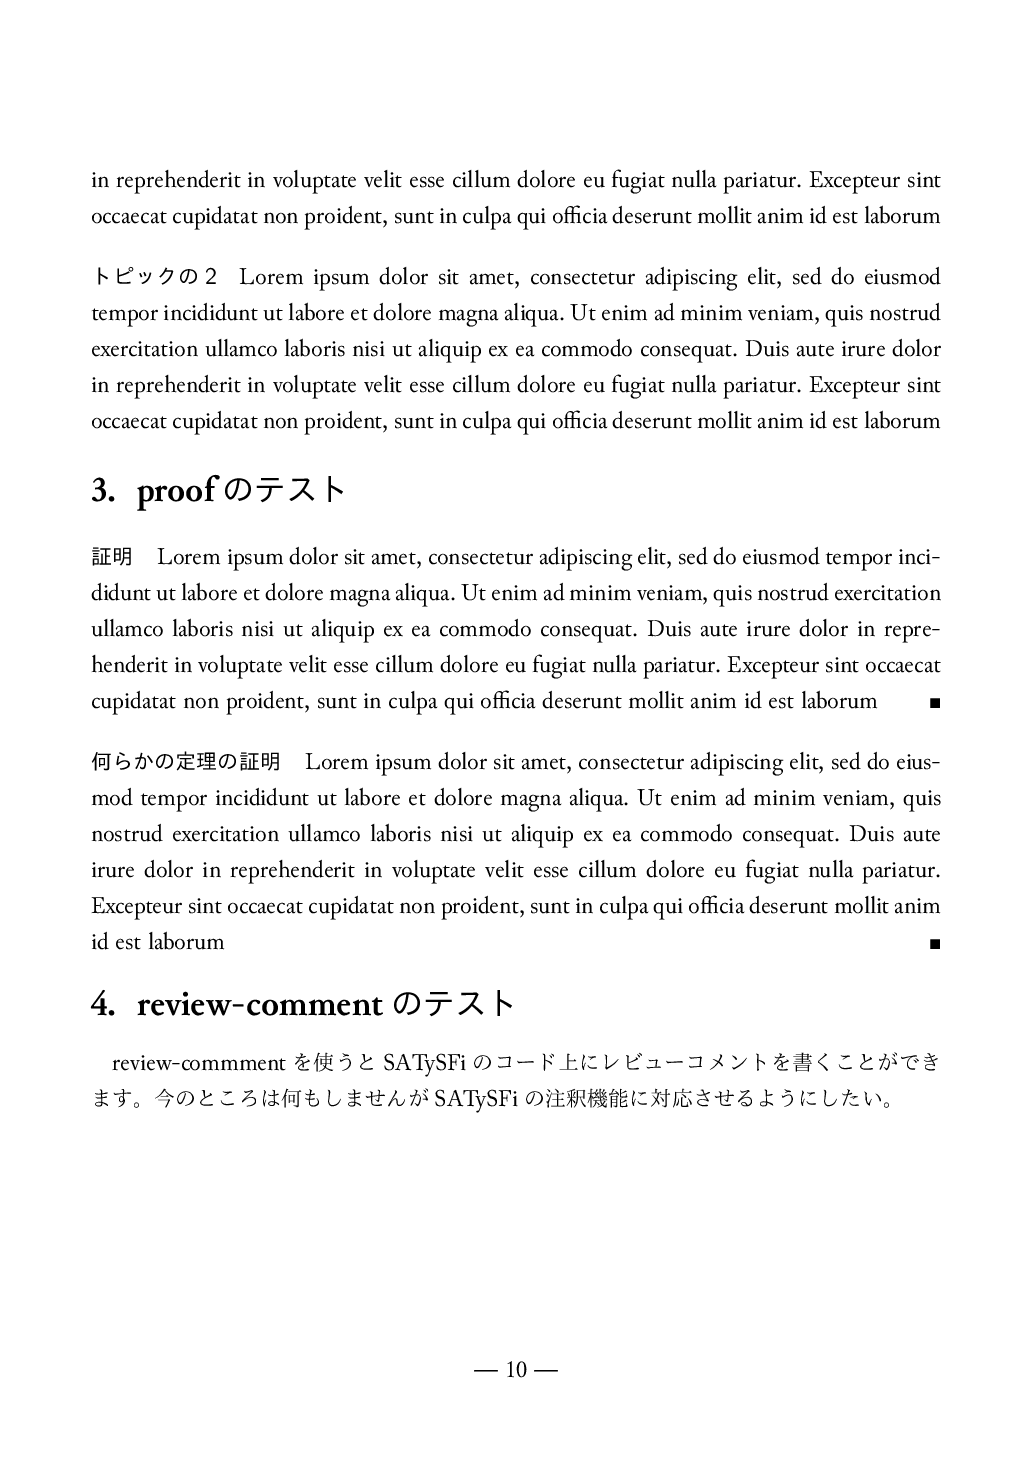 in reprehenderit in voluptate velit esse cillum dolore eu fugiat nulla pariatur. Excepteur sint
occaecat cupidatat non proident, sunt in culpa qui officia deserunt mollit anim id est laborum
トピックの２ Lorem ipsum dolor sit amet, consectetur adipiscing elit, sed do eiusmod
tempor incididunt ut labore et dolore magna aliqua. Ut enim ad minim veniam, quis nostrud
exercitation ullamco laboris nisi ut aliquip ex ea commodo consequat. Duis aute irure dolor
in reprehenderit in voluptate velit esse cillum dolore eu fugiat nulla pariatur. Excepteur sint
occaecat cupidatat non proident, sunt in culpa qui officia deserunt mollit anim id est laborum
3. proof のテスト
証明 Lorem ipsum dolor sit amet, consectetur adipiscing elit, sed do eiusmod tempor inci-
didunt ut labore et dolore magna aliqua. Ut enim ad minim veniam, quis nostrud exercitation
ullamco laboris nisi ut aliquip ex ea commodo consequat. Duis aute irure dolor in repre-
henderit in voluptate velit esse cillum dolore eu fugiat nulla pariatur. Excepteur sint occaecat
cupidatat non proident, sunt in culpa qui officia deserunt mollit anim id est laborum ■
何らかの定理の証明 Lorem ipsum dolor sit amet, consectetur adipiscing elit, sed do eius-
mod tempor incididunt ut labore et dolore magna aliqua. Ut enim ad minim veniam, quis
nostrud exercitation ullamco laboris nisi ut aliquip ex ea commodo consequat. Duis aute
irure dolor in reprehenderit in voluptate velit esse cillum dolore eu fugiat nulla pariatur.
Excepteur sint occaecat cupidatat non proident, sunt in culpa qui officia deserunt mollit anim
id est laborum ■
4. review-comment のテスト
review-commment を使うと SATySFi のコード上にレビューコメントを書くことができ
ます。今のところは何もしませんが SATySFi の注釈機能に対応させるようにしたい。
— 10 —